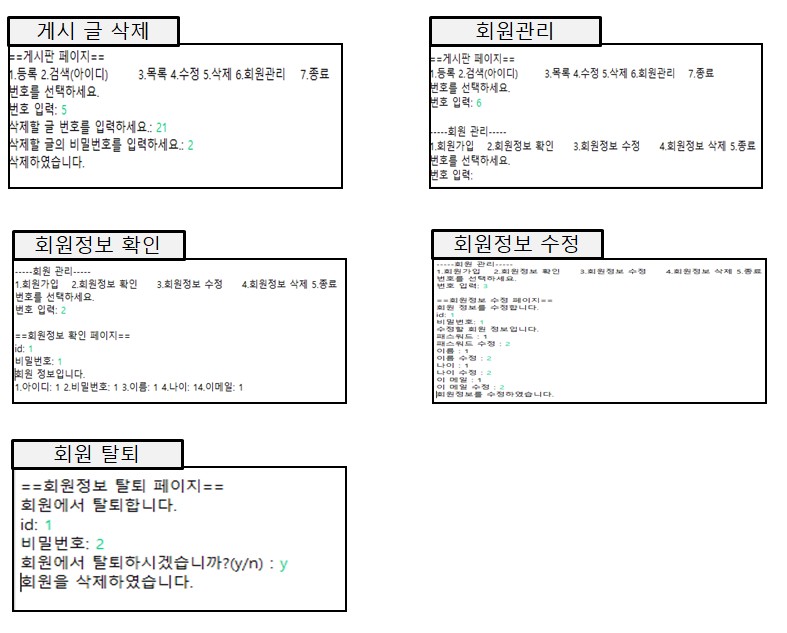 게시 글 삭제
==게시판 페이지==
1.등록 2.검색(아이디) 3.목록 4.수정 5.삭제 6.회원관리 7.종료
번호를 선택하세요.
번호 입력: 5
삭제할 글 번호를 입력하세요.: 21
삭제할 글의 비밀번호를 입력하세요.: 2
삭제하였습니다.
회원관리
==게시판 페이지==
1.등록 2.검색(아이디) 3.목록 4.수정 5.삭제 6.회원관리 7.종료
번호를 선택하세요.
번호 입력: 6
-----회원 관리-----
1.회원가입 2.회원정보 확인 3.회원정보 수정 4.회원정보 삭제 5.종료
번호를 선택하세요.
번호 입력:
회원정보 확인
-----회원 관리-----
1.회원가입 2.회원정보 확인 3.회원정보 수정 4.회원정보 삭제 5.종료
번호를 선택하세요.
번호 입력: 2
==회원정보 확인 페이지==
id: 1
비밀번호: 1
회원 정보입니다.
1.아이디: 1 2.비밀번호: 1 3.이름: 1 4.나이: 14.이메일: 1
회원정보 수정
-----회원 관리-----
1.회원가입 2.회원정보 확인 3.회원정보 수정 4.회원정보 삭제 5.종료
번호를 선택하세요.
번호 입력: 3
==회원정보 수정 페이지==
회원 정보를 수정합니다.
id: 1
비밀번호: 1
수정할 회원 정보입니다.
패스워드 : 1
패스워드 수정 : 2
이름 : 1
이름 수정 : 2
나이 : 1
나이 수정 : 2
이 메일 : 1
이 메일 수정 : 2
회원정보를 수정하였습니다.
회원 탈퇴
==회원정보 탈퇴 페이지==
회원에서 탈퇴합니다.
id: 1
비밀번호: 2
회원에서 탈퇴하시겠습니까?(y/n) : y
회원을 삭제하였습니다.